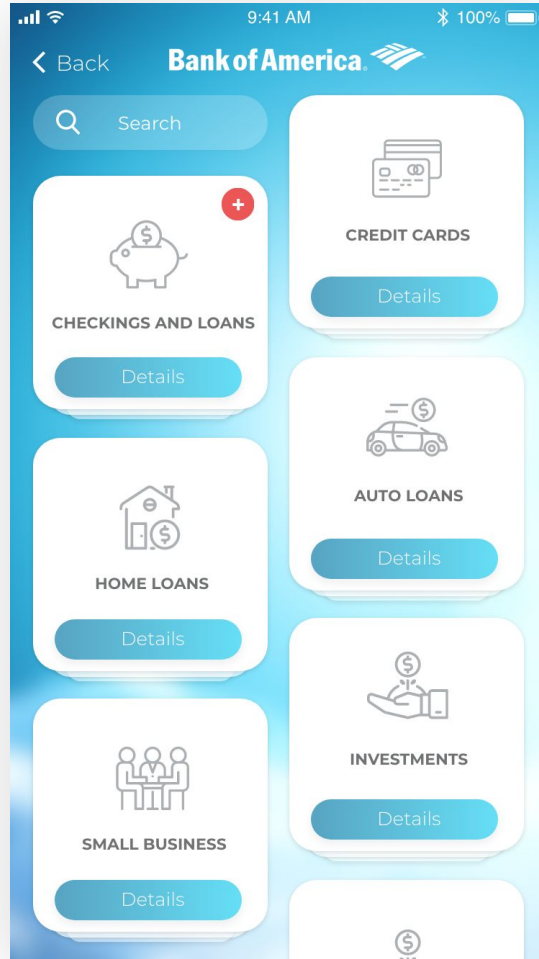 9:41 AM
100%
Back
Bank of America
Search
CREDIT CARDS
Details
CHECKINGS AND LOANS
Details
AUTO LOANS
Details
HOME LOANS
Details
INVESTMENTS
Details
SMALL BUSINESS
Details